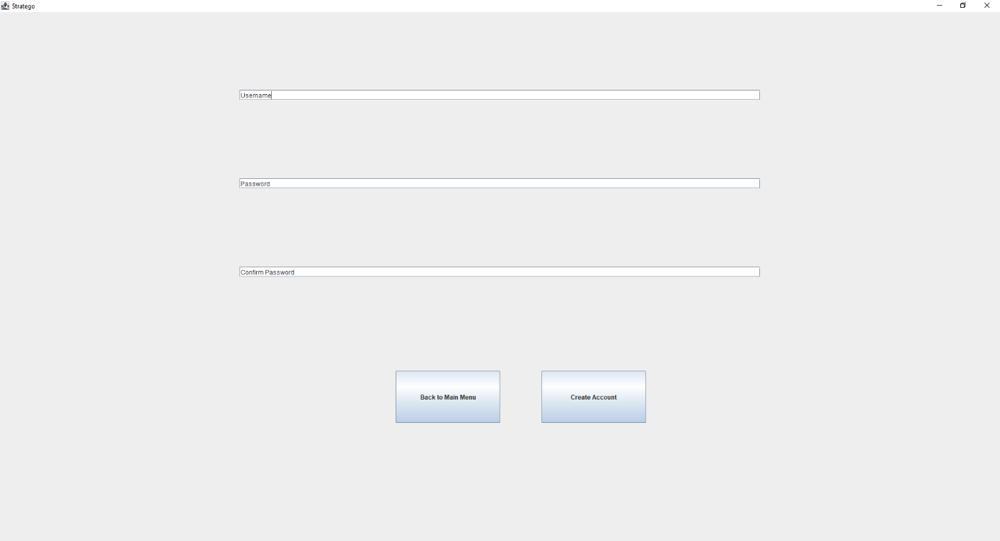 Stratego
Username
Password
Confirm Password
Back to Main Menu
Create Account